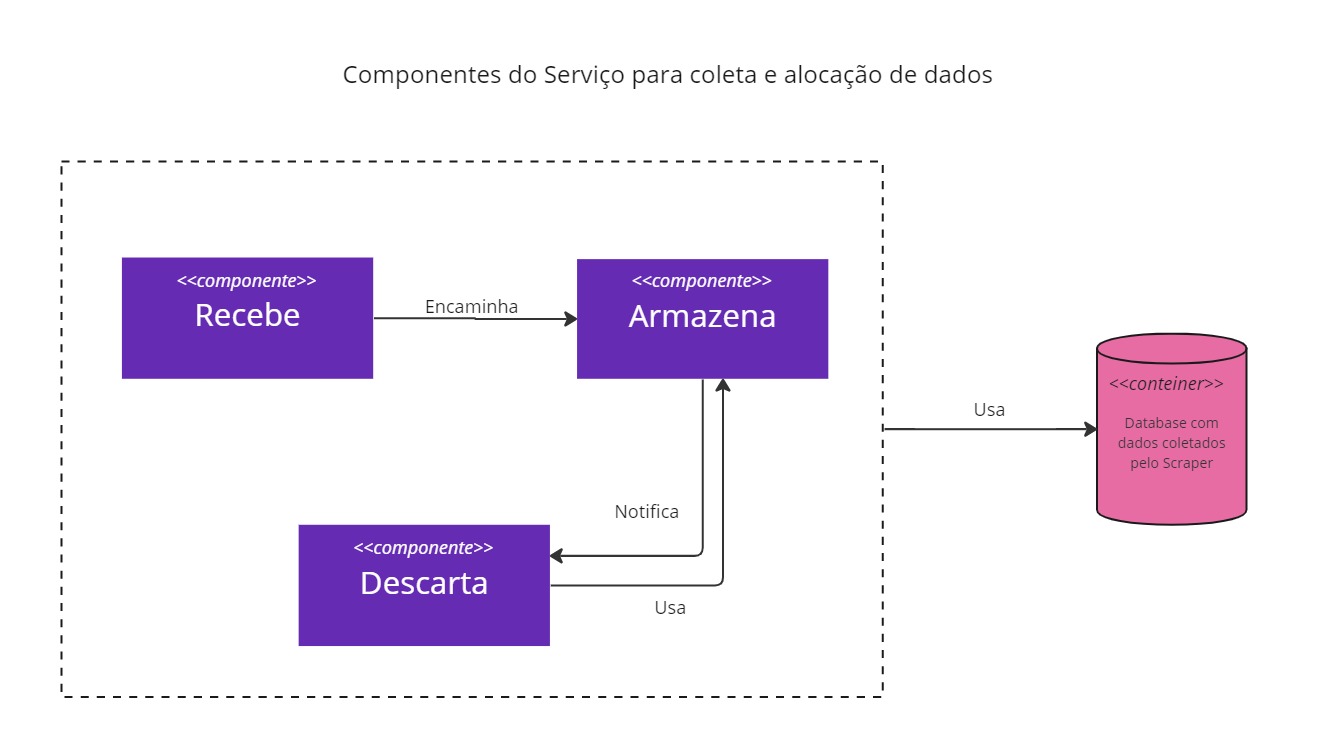 Componentes do Serviço para coleta e alocação de dados
<<componente>>
Recebe
Encaminha
<<componente>>
Armazena
<<conteiner>>
Database com
dados coletados
pelo Scraper
Usa
Notifica
<<componente>>
Descarta
Usa